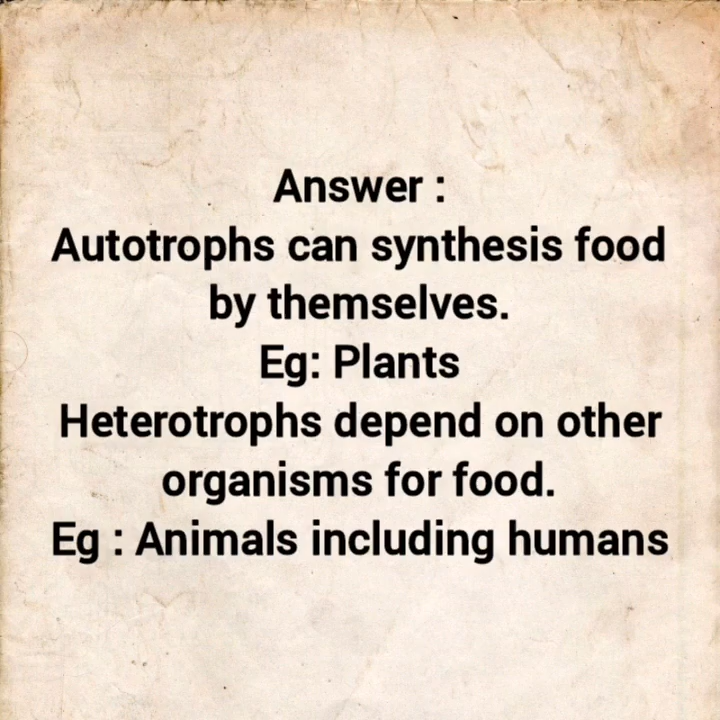 Answer :
Autotrophs can synthesis food
by themselves.
Eg: Plants
Heterotrophs depend on other
organisms for food.
Eg : Animals including humans